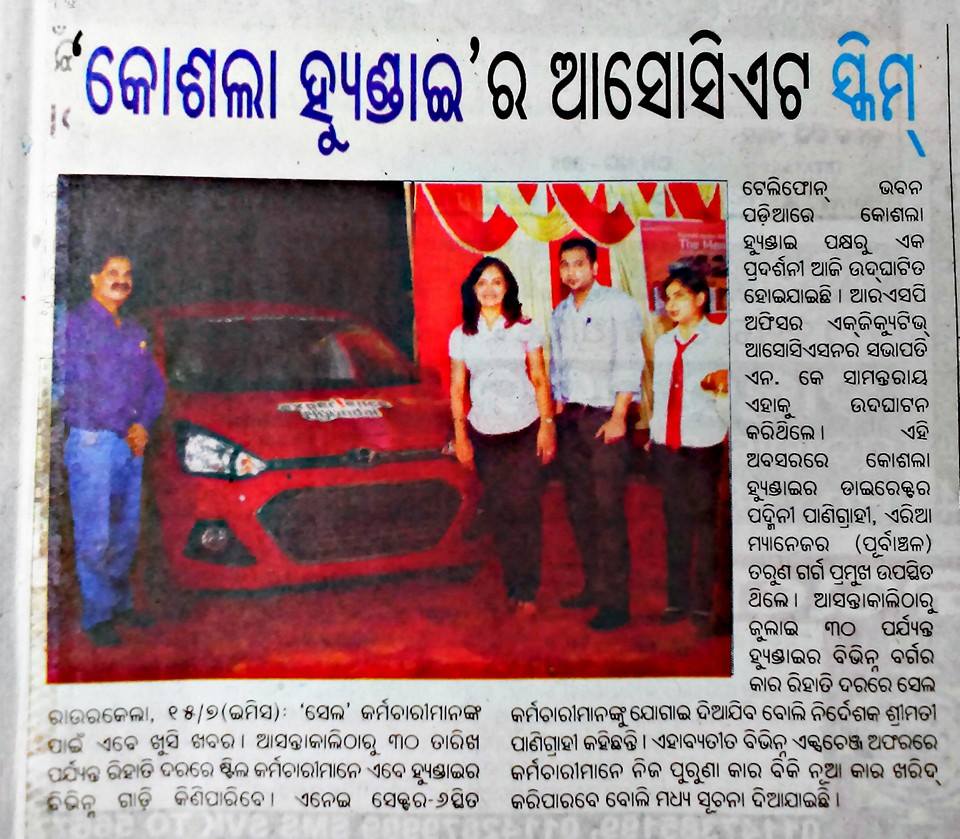 'କୋଶଲା ହ୍ୟୁଣ୍ଡାଇ'ର ଆସୋସିଏଟ ସ୍କିମ୍
experience
Hyundai
The New
ରାଉରକେଲା, ୧୫/୭(ଇମିସ): 'ସେଲ' କର୍ମଚାରୀମାନଙ୍କ
ପାଇଁ ଏବେ ଖୁସି ଖବର। ଆସନ୍ତାକାଲିଠାରୁ ୩୦ ତାରିଖ
ପର୍ଯ୍ୟନ୍ତ ରିହାତି ଦରରେ ଷ୍ଟିଲ କର୍ମଚାରୀମାନେ ଏବେ ହ୍ୟୁଣ୍ଡାଇର
ବିଭିନ୍ନ ଗାଡ଼ି କିଣିପାରିବେ। ଏନେଇ ସେକ୍ଟର-୬ସ୍ଥିତ
ଟେଲିଫୋନ୍ ଭବନ
ପଡ଼ିଆରେ କୋଶଲା
ହ୍ୟୁଣ୍ଡାଇ ପକ୍ଷରୁ ଏକ
ପ୍ରଦର୍ଶନୀ ଆଜି ଉଦ୍‌ଘାଟିତ
ହୋଇଯାଇଛି। ଆରଏସପି
ଅଫିସର ଏକ୍‌ଜିକ୍ୟୁଟିଭ୍
ଆସୋସିଏସନର ସଭାପତି
ଏନ. କେ ସାମନ୍ତରାୟ
ଏହାକୁ ଉଦଘାଟନ
କରିଥିଲେ। ଏହି
ଅବସରରେ କୋଶଲା
ହ୍ୟୁଣ୍ଡାଇର ଡାଇରେକ୍ଟର
ପଦ୍ମିନୀ ପାଣିଗ୍ରାହୀ, ଏରିଆ
ମ୍ୟାନେଜର (ପୂର୍ବାଞ୍ଚଳ)
ତରୁଣ ଗର୍ଗ ପ୍ରମୁଖ ଉପସ୍ଥିତ
ଥିଲେ। ଆସନ୍ତାକାଲିଠାରୁ
ଜୁଲାଇ ୩୦ ପର୍ଯ୍ୟନ୍ତ
ହ୍ୟୁଣ୍ଡାଇର ବିଭିନ୍ନ ବର୍ଗର
କାର ରିହାତି ଦରରେ ସେଲ
କର୍ମଚାରୀମାନଙ୍କୁ ଯୋଗାଇ ଦିଆଯିବ ବୋଲି ନିର୍ଦେଶକ ଶ୍ରୀମତୀ
ପାଣିଗ୍ରାହୀ କହିଛନ୍ତି। ଏହାବ୍ୟତୀତ ବିଭିନ୍ନ ଏକ୍ସଚେଞ୍ଜ ଅଫରରେ
କର୍ମଚାରୀମାନେ ନିଜ ପୁରୁଣା କାର ବିକି ନୂଆ କାର ଖରିଦ୍
କରିପାରବେ ବୋଲି ମଧ୍ୟ ସୂଚନା ଦିଆଯାଇଛି।